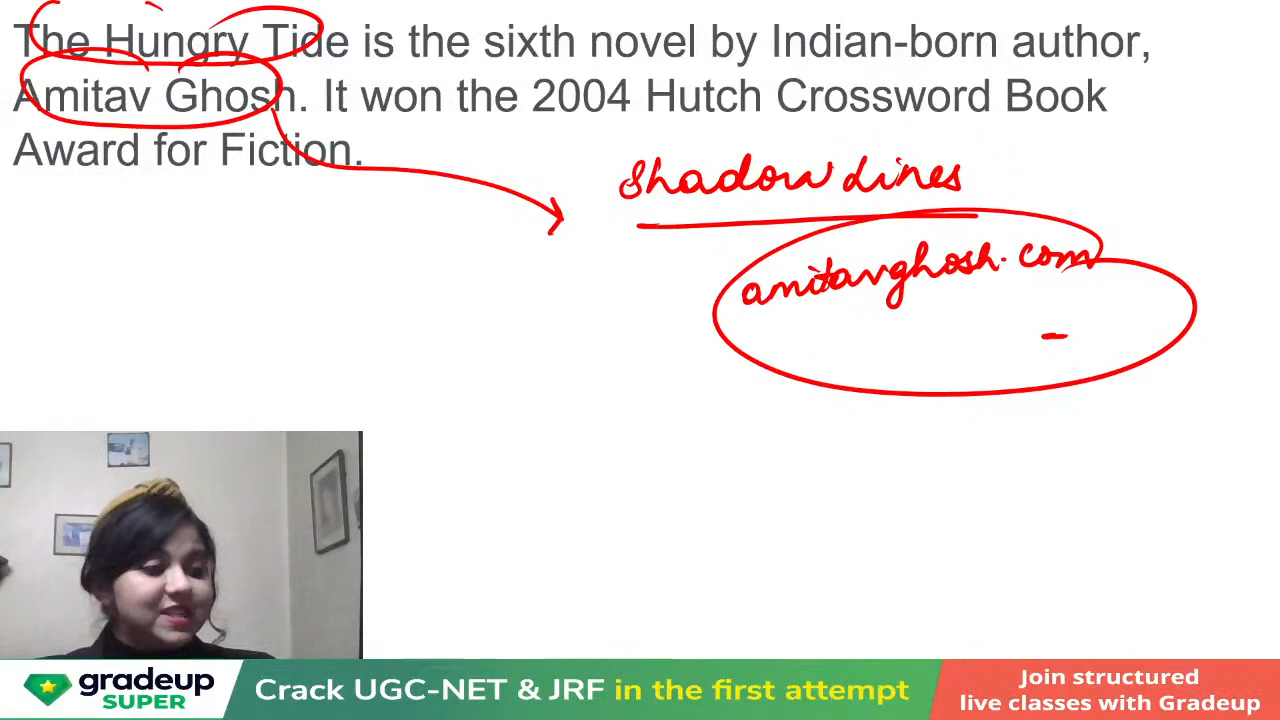 The Hungry Tide is the sixth novel by Indian-born author,
Amitav Ghosh. It won the 2004 Hutch Crossword Book
Award for Fiction.
Shadow Lines
amitavghosh.com
gradeup
SUPER
Crack UGC-NET & JRF in the first attempt
Join structured
live classes with Gradeup